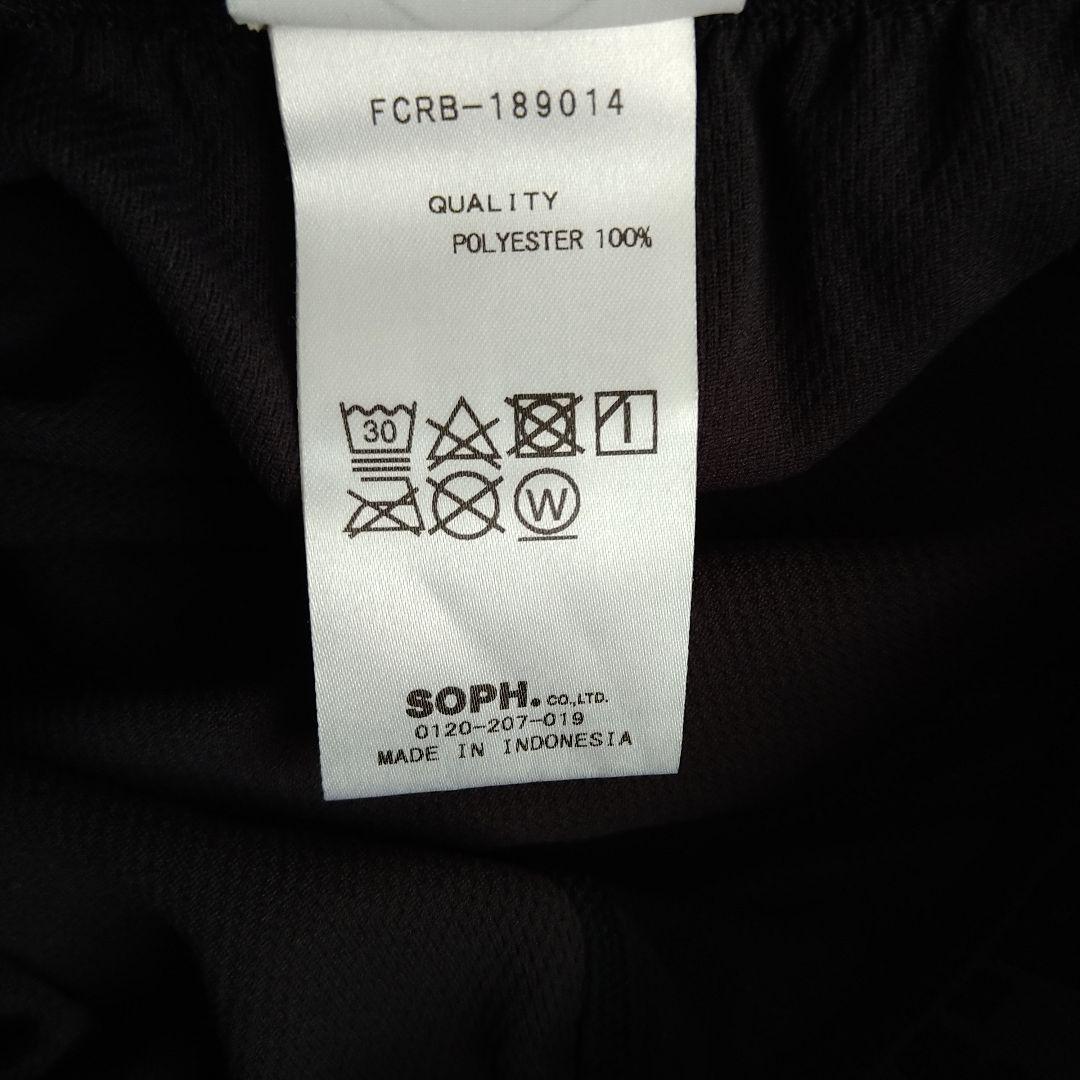 FCRB-189014
QUALITY
POLYESTER 100%
30
W
SOPH. CO.,LTD.
0120-207-019
MADE IN INDONESIA